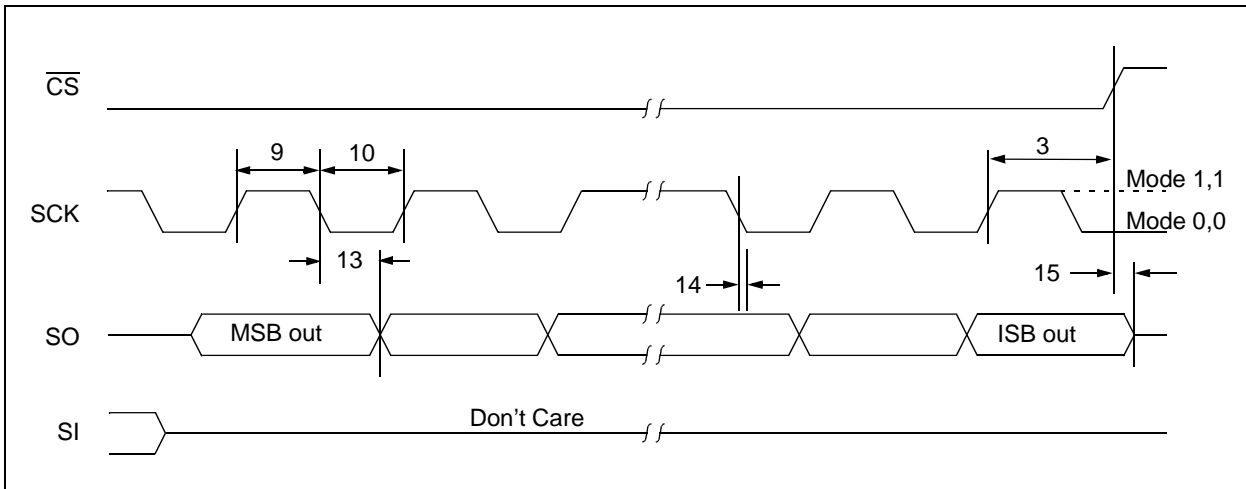 CS
9
10
3
SCK
Mode 1,1
Mode 0,0
13
14
15
SO
MSB out
ISB out
SI
Don't Care